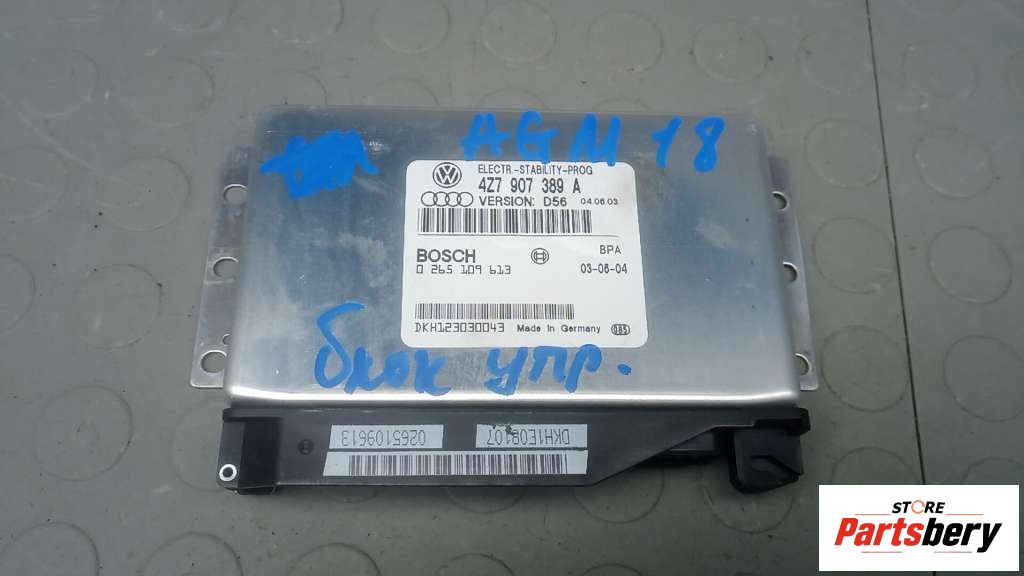 AGM 18
ELECTR.-STABILITY-PROG
4Z7 907 389 A
VERSION: D56 04.06.03
BOSCH BPA
0 265 109 613 03-06-04
DKH123030043 Made in Germany 085
блок упр.
0265109613 DKH1E08107
STORE
Partsbery